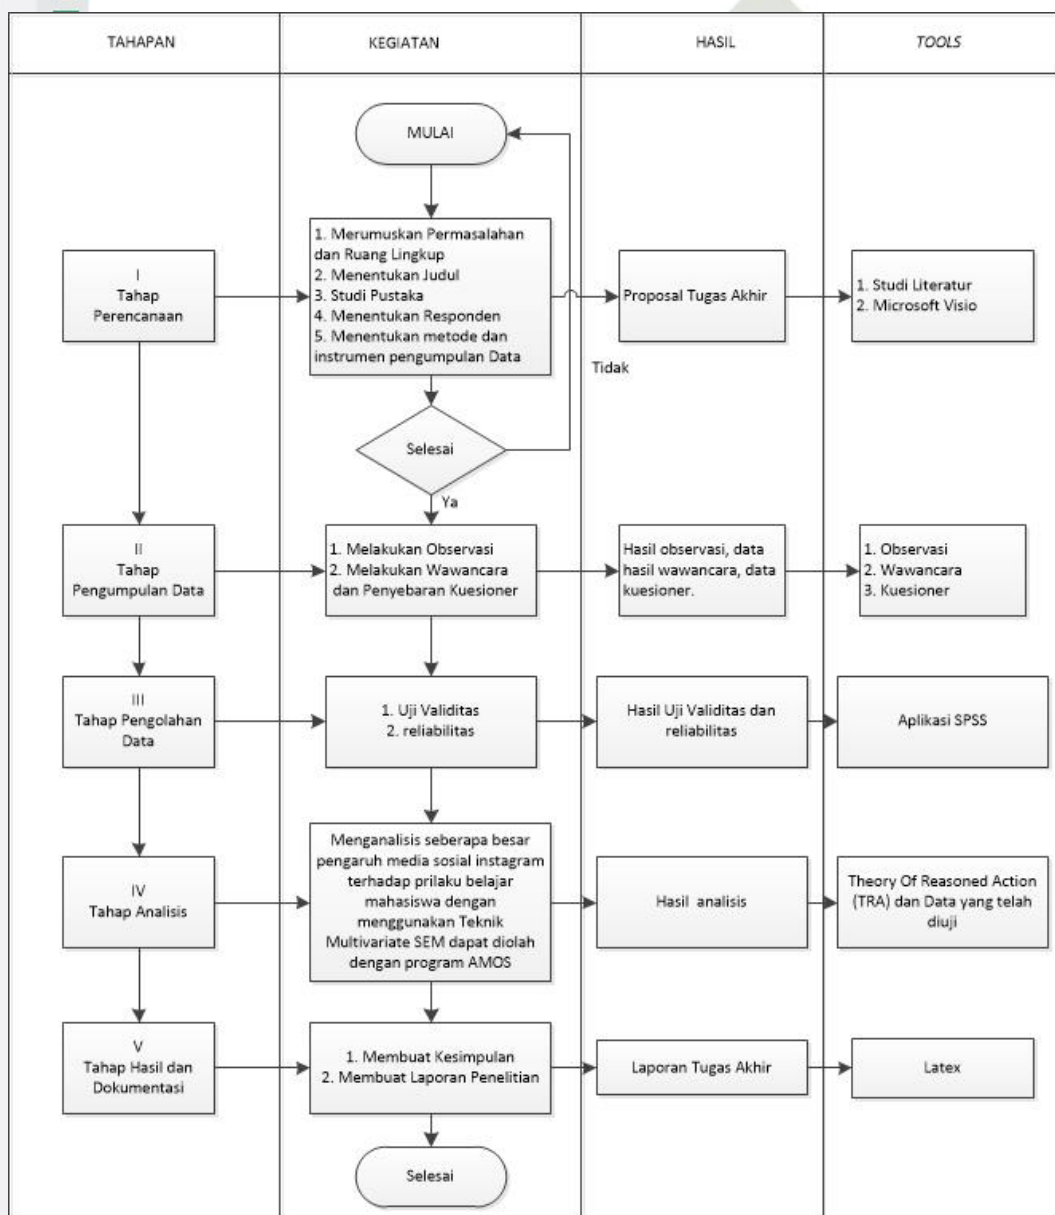 TAHAPAN
KEGIATAN
HASIL
TOOLS
MULAI
I
Tahap
Perencanaan
1. Merumuskan Permasalahan
dan Ruang Lingkup
2. Menentukan Judul
3. Studi Pustaka
4. Menentukan Responden
5. Menentukan metode dan
instrumen pengumpulan Data
Proposal Tugas Akhir
1. Studi Literatur
2. Microsoft Visio
Tidak
Selesai
Ya
II
Tahap
Pengumpulan Data
1. Melakukan Observasi
2. Melakukan Wawancara
dan Penyebaran Kuesioner
Hasil observasi, data
hasil wawancara, data
kuesioner.
1. Observasi
2. Wawancara
3. Kuesioner
III
Tahap Pengolahan
Data
1. Uji Validitas
2. reliabilitas
Hasil Uji Validitas dan
reliabilitas
Aplikasi SPSS
IV
Tahap Analisis
Menganalisis seberapa besar
pengaruh media sosial instagram
terhadap prilaku belajar
mahasiswa dengan
menggunakan Teknik
Multivariate SEM dapat diolah
dengan program AMOS
Hasil analisis
Theory Of Reasoned Action
(TRA) dan Data yang telah
diuji
V
Tahap Hasil dan
Dokumentasi
1. Membuat Kesimpulan
2. Membuat Laporan Penelitian
Laporan Tugas Akhir
Latex
Selesai